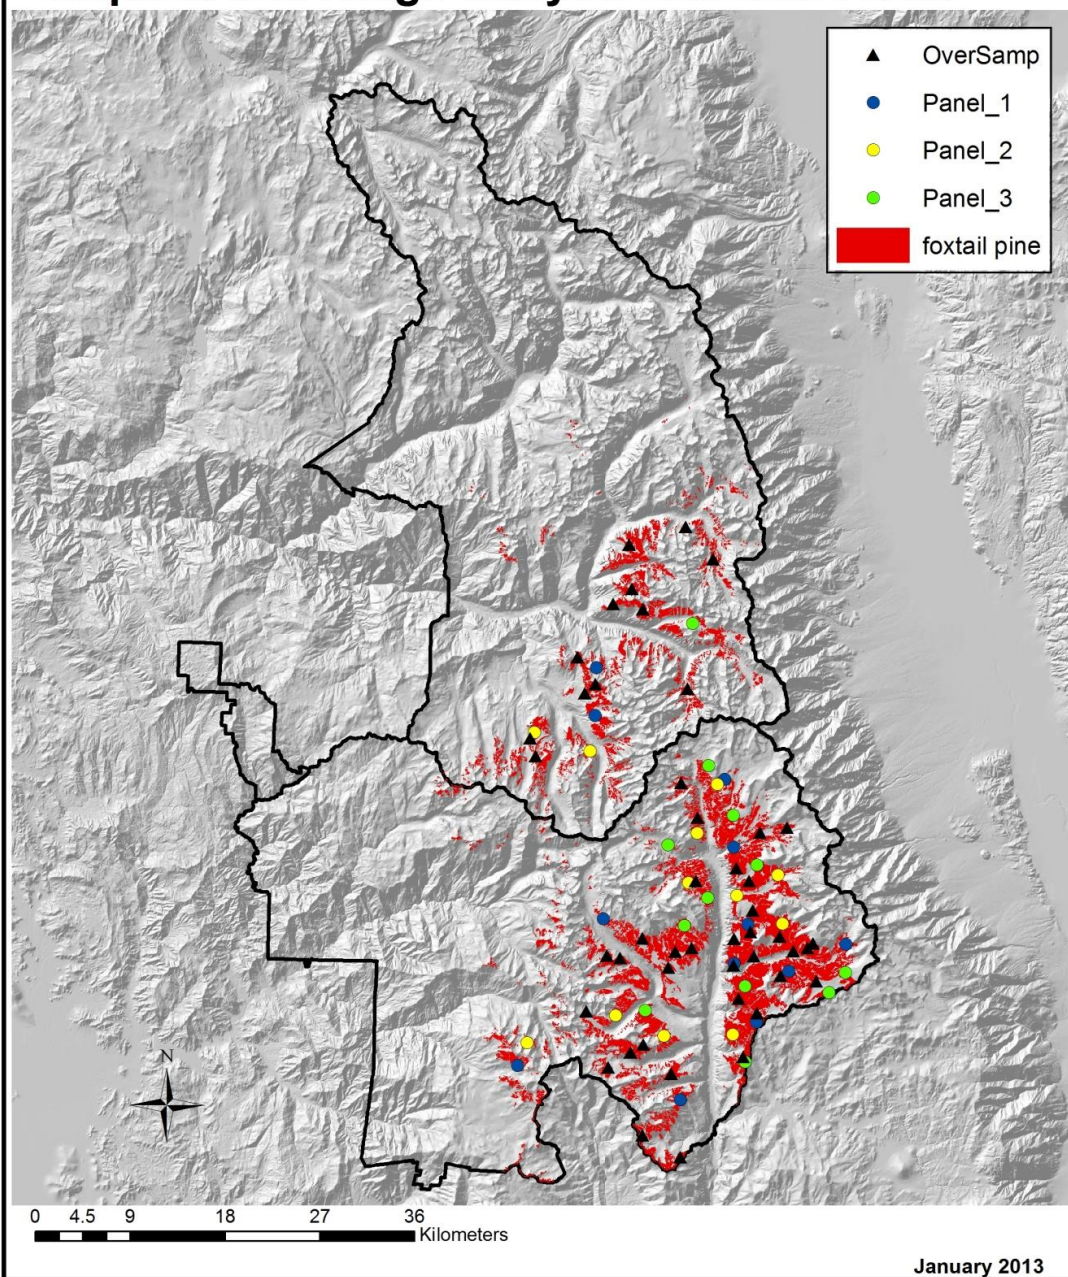 OverSamp
Panel_1
Panel_2
Panel_3
foxtail pine
N
0 4.5 9 18 27 36
Kilometers
January 2013